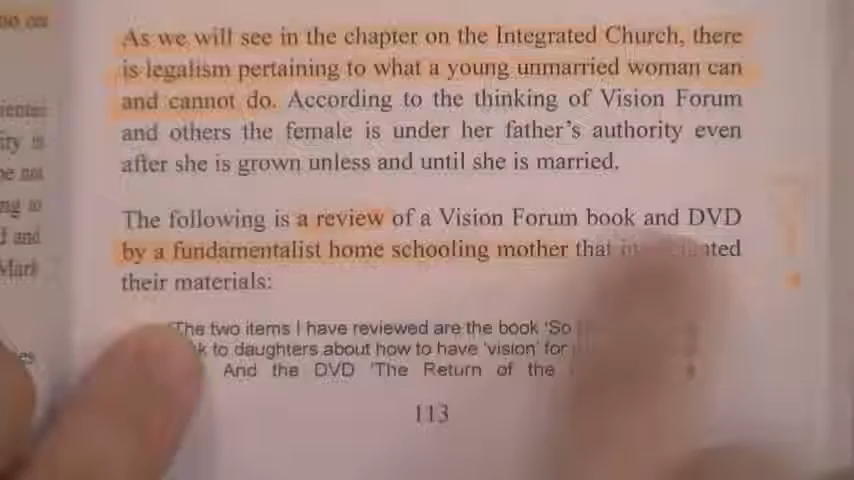 As we will see in the chapter on the Integrated Church, there
is legalism pertaining to what a young unmarried woman can
and cannot do. According to the thinking of Vision Forum
and others the female is under her father's authority even
after she is grown unless and until she is married.
The following is a review of a Vision Forum book and DVD
by a fundamentalist home schooling mother that
their materials:
'The two items I have reviewed are the book 'So
to daughters about how to have 'vision' for
And the DVD 'The Return of the
113